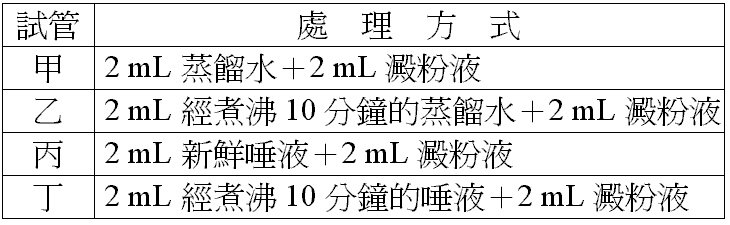 試管 處理方式
甲 2 mL 蒸餾水＋2 mL 澱粉液
乙 2 mL 經煮沸 10 分鐘的蒸餾水＋2 mL 澱粉液
丙 2 mL 新鮮唾液＋2 mL 澱粉液
丁 2 mL 經煮沸 10 分鐘的唾液＋2 mL 澱粉液